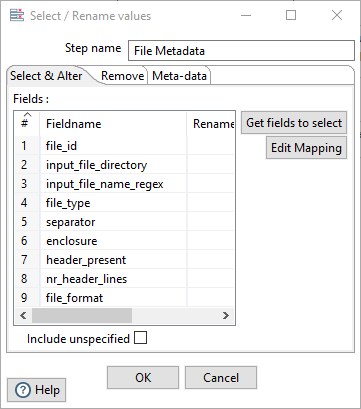 Select / Rename values
Step name File Metadata
Select & Alter Remove Meta-data
Fields :
# Fieldname Rename
Get fields to select
Edit Mapping
1 file_id
2 input_file_directory
3 input_file_name_regex
4 file_type
5 separator
6 enclosure
7 header_present
8 nr_header_lines
9 file_format
Include unspecified
OK Cancel
? Help